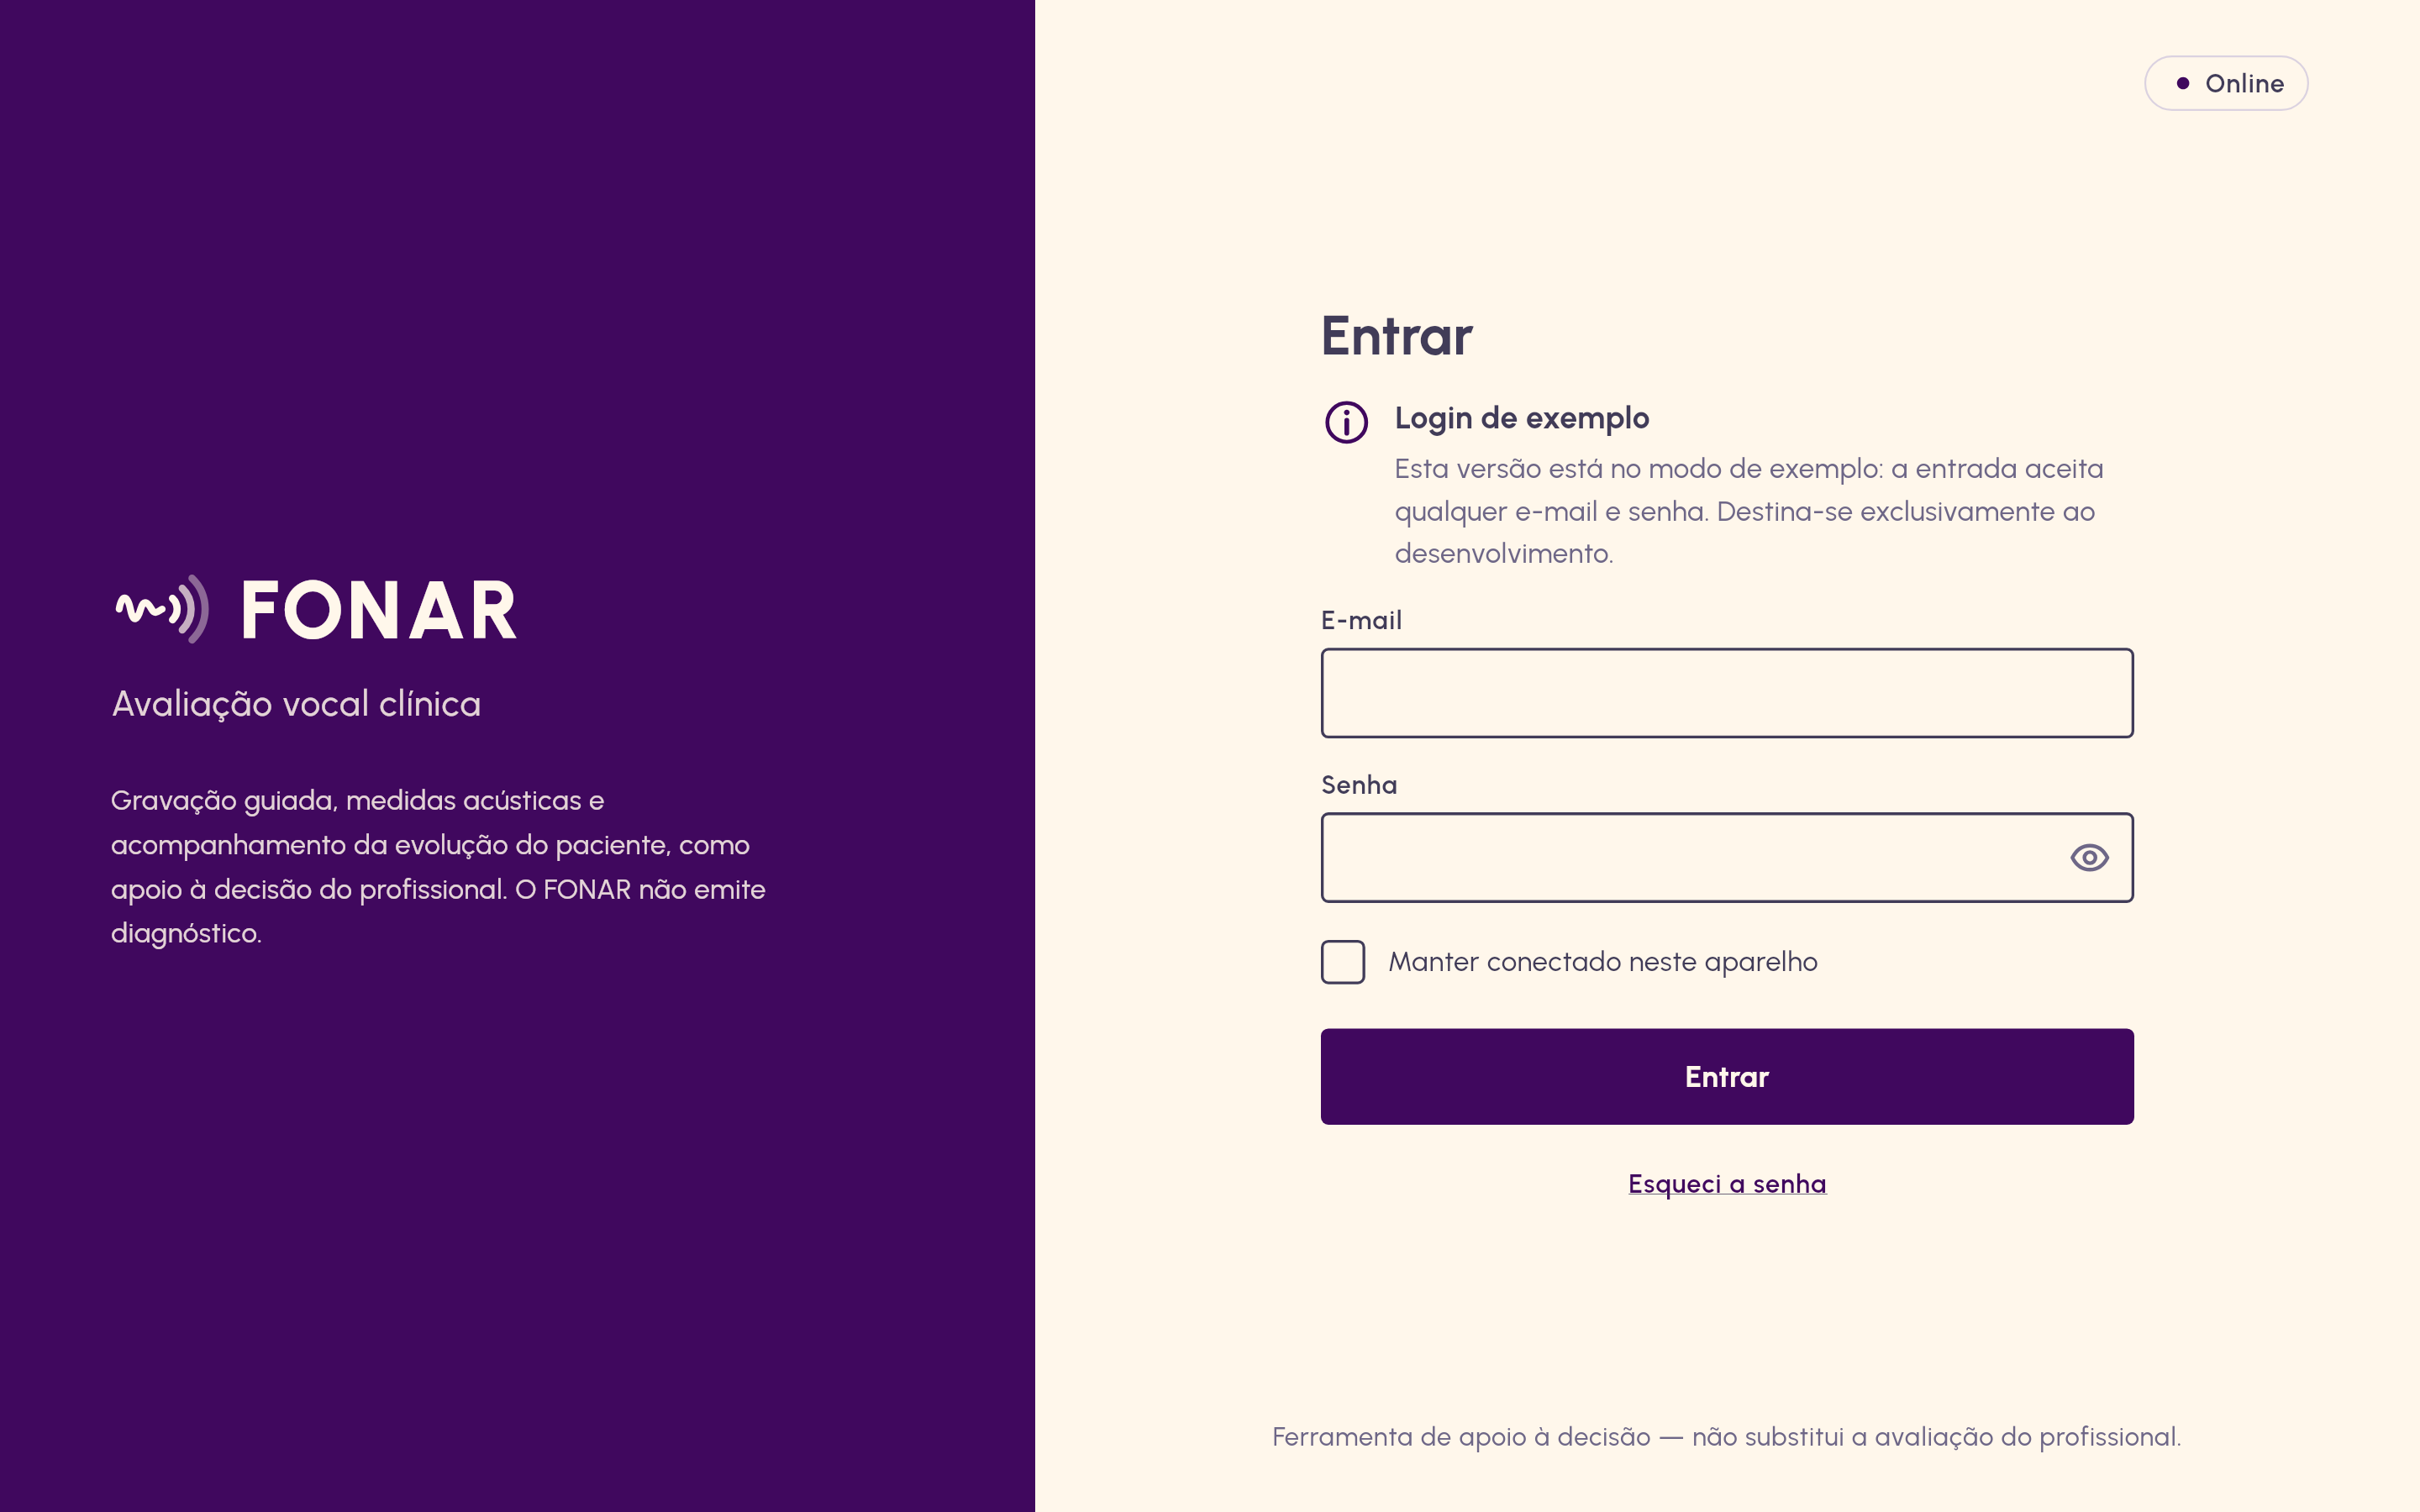 FONAR
Avaliação vocal clínica
Gravação guiada, medidas acústicas e
acompanhamento da evolução do paciente, como
apoio à decisão do profissional. O FONAR não emite
diagnóstico.
Online
Entrar
Login de exemplo
Esta versão está no modo de exemplo: a entrada aceita
qualquer e-mail e senha. Destina-se exclusivamente ao
desenvolvimento.
E-mail
Senha
Manter conectado neste aparelho
Entrar
Esqueci a senha
Ferramenta de apoio à decisão — não substitui a avaliação do profissional.